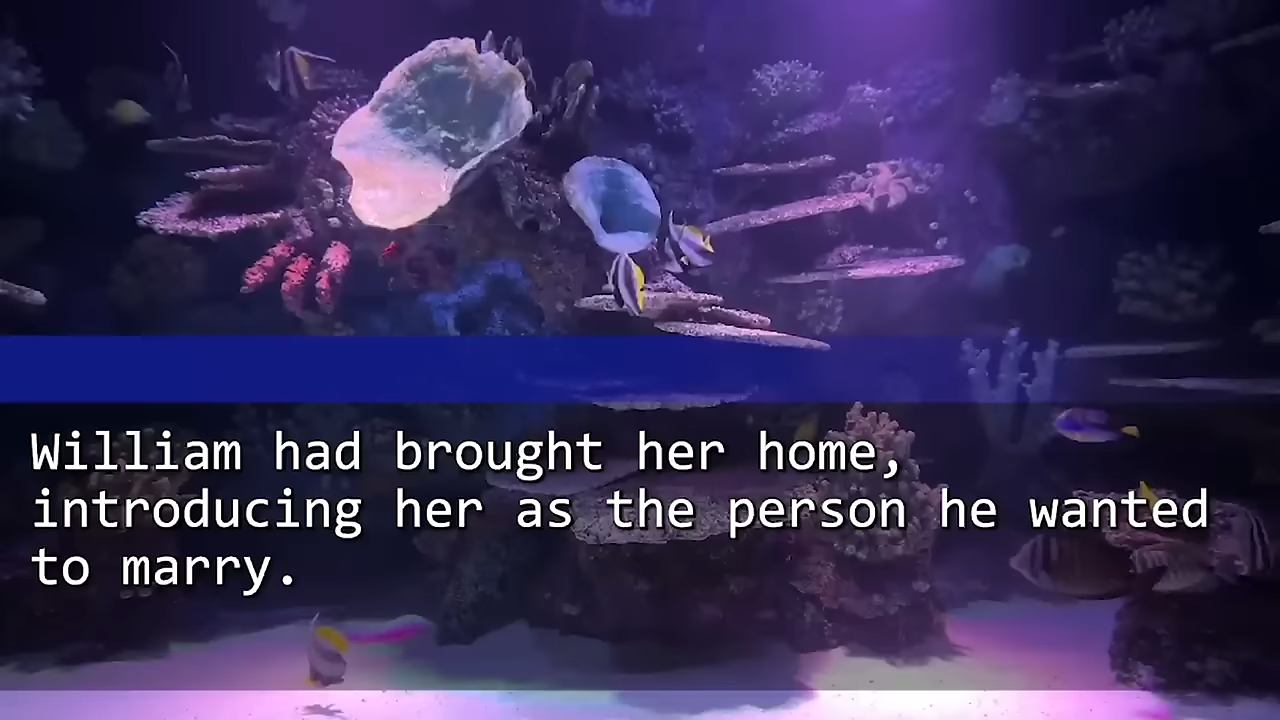 William had brought her home,
introducing her as the person he wanted
to marry.